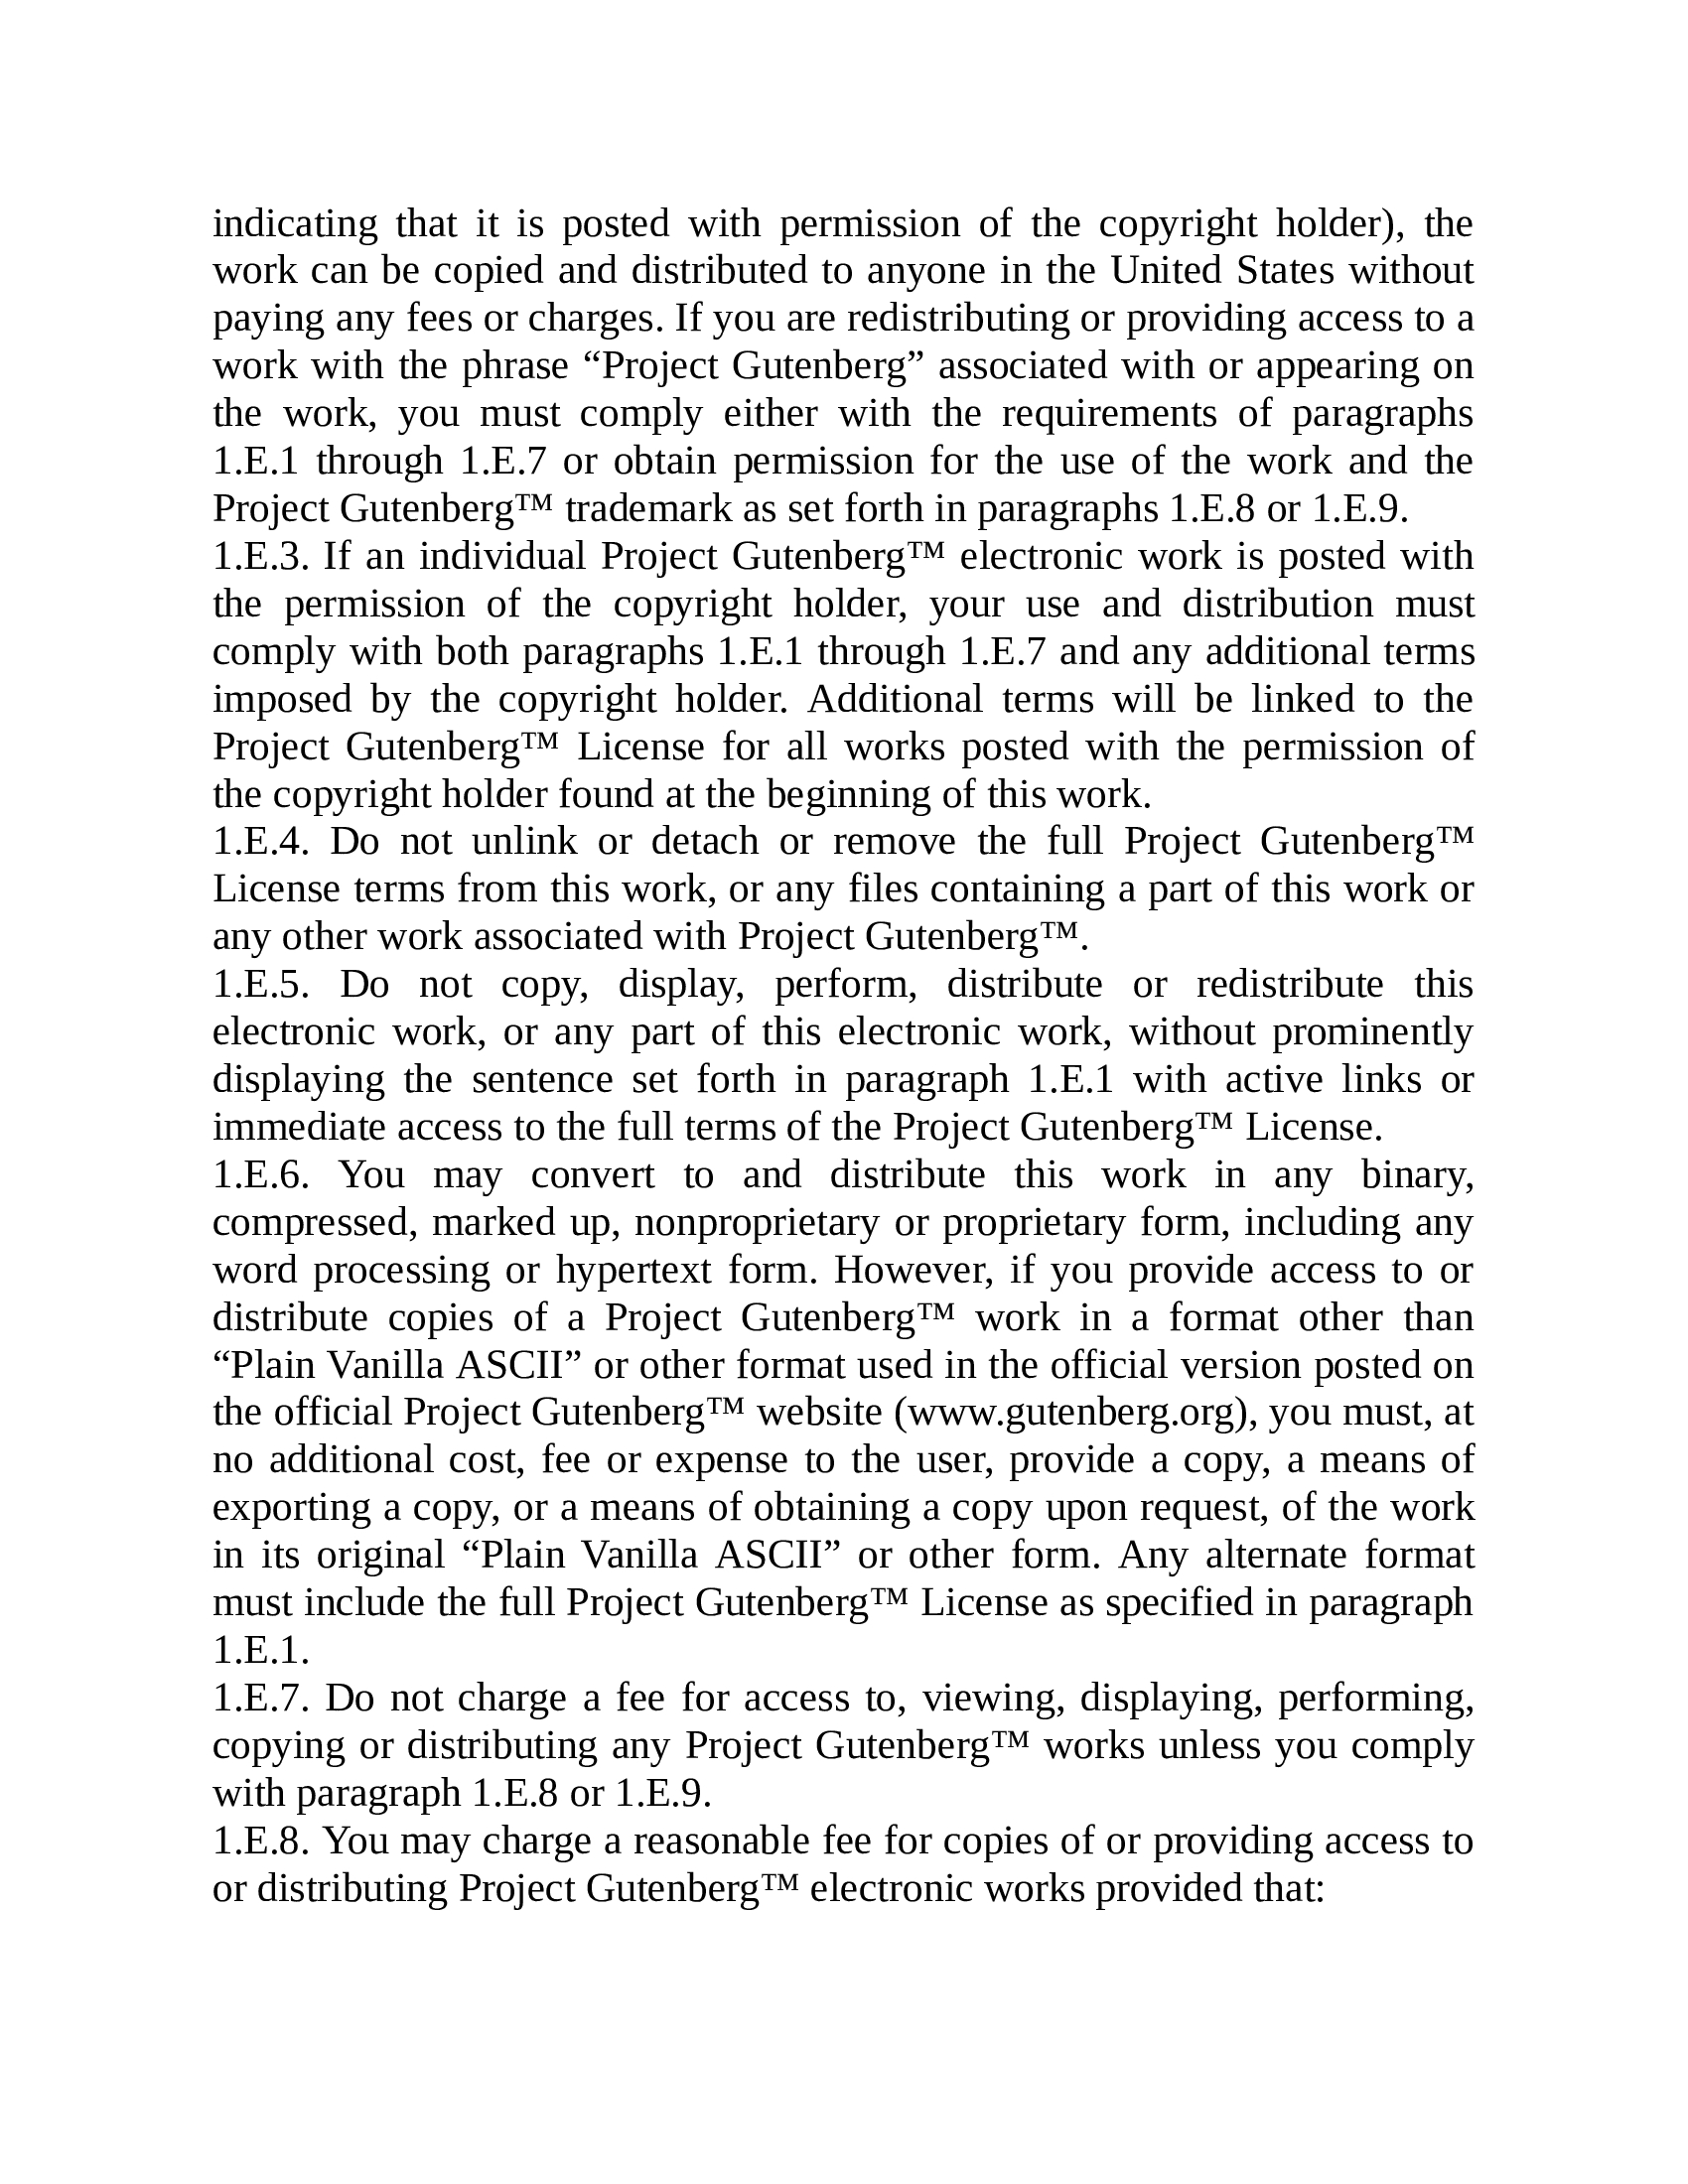 indicating that it is posted with permission of the copyright holder), the
work can be copied and distributed to anyone in the United States without
paying any fees or charges. If you are redistributing or providing access to a
work with the phrase “Project Gutenberg” associated with or appearing on
the work, you must comply either with the requirements of paragraphs
1.E.1 through 1.E.7 or obtain permission for the use of the work and the
Project Gutenberg™ trademark as set forth in paragraphs 1.E.8 or 1.E.9.
1.E.3. If an individual Project Gutenberg™ electronic work is posted with
the permission of the copyright holder, your use and distribution must
comply with both paragraphs 1.E.1 through 1.E.7 and any additional terms
imposed by the copyright holder. Additional terms will be linked to the
Project Gutenberg™ License for all works posted with the permission of
the copyright holder found at the beginning of this work.
1.E.4. Do not unlink or detach or remove the full Project Gutenberg™
License terms from this work, or any files containing a part of this work or
any other work associated with Project Gutenberg™.
1.E.5. Do not copy, display, perform, distribute or redistribute this
electronic work, or any part of this electronic work, without prominently
displaying the sentence set forth in paragraph 1.E.1 with active links or
immediate access to the full terms of the Project Gutenberg™ License.
1.E.6. You may convert to and distribute this work in any binary,
compressed, marked up, nonproprietary or proprietary form, including any
word processing or hypertext form. However, if you provide access to or
distribute copies of a Project Gutenberg™ work in a format other than
“Plain Vanilla ASCII” or other format used in the official version posted on
the official Project Gutenberg™ website (www.gutenberg.org), you must, at
no additional cost, fee or expense to the user, provide a copy, a means of
exporting a copy, or a means of obtaining a copy upon request, of the work
in its original “Plain Vanilla ASCII” or other form. Any alternate format
must include the full Project Gutenberg™ License as specified in paragraph
1.E.1.
1.E.7. Do not charge a fee for access to, viewing, displaying, performing,
copying or distributing any Project Gutenberg™ works unless you comply
with paragraph 1.E.8 or 1.E.9.
1.E.8. You may charge a reasonable fee for copies of or providing access to
or distributing Project Gutenberg™ electronic works provided that: